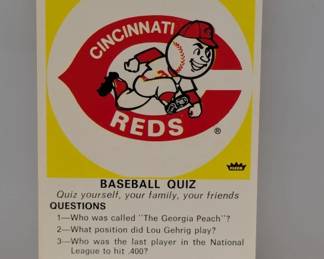 CINCINNATI
REDS ®
FLEER
BASEBALL QUIZ
Quiz yourself, your family, your friends
QUESTIONS
1—Who was called "The Georgia Peach"?
2—What position did Lou Gehrig play?
3—Who was the last player in the National
League to hit .400?